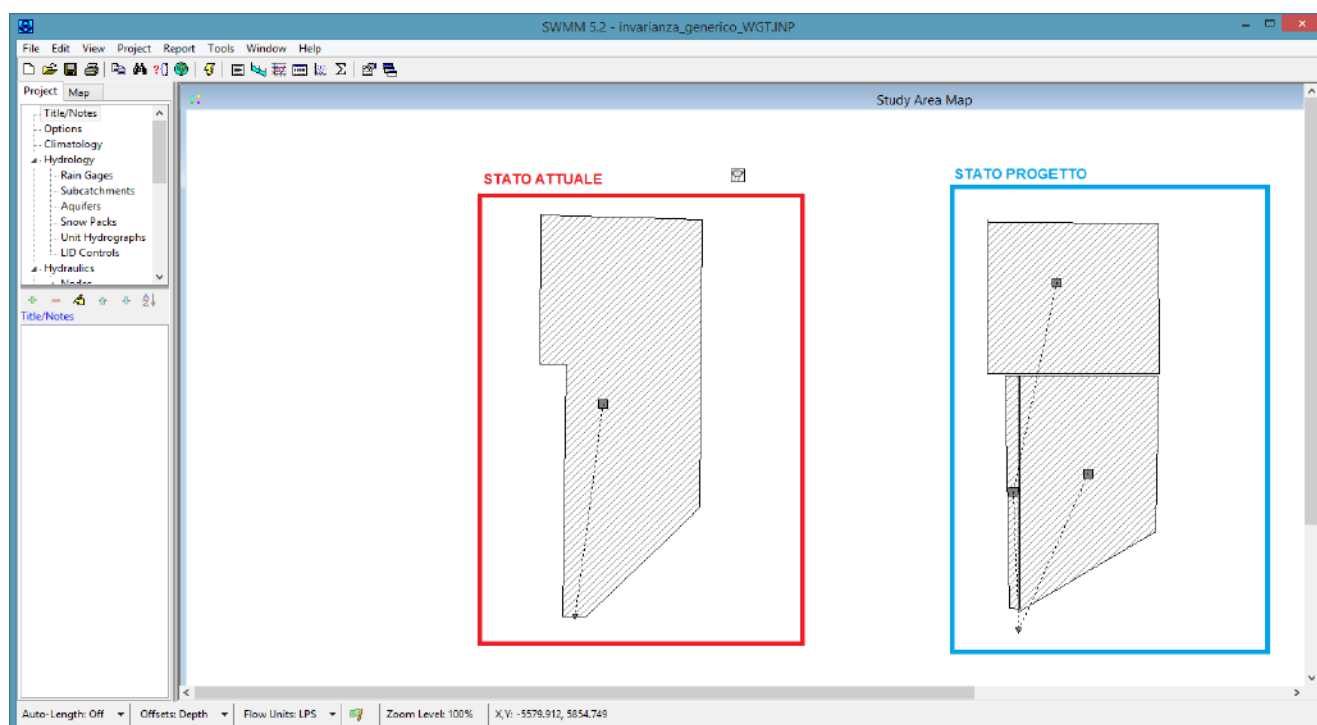 SWMM 5.2 - invarianza_generico_WGT.INP
File Edit View Project Report Tools Window Help
Project Map
Study Area Map
Title/Notes
Options
Climatology
Hydrology
Rain Gages
Subcatchments
Aquifers
Snow Packs
Unit Hydrographs
LID Controls
Hydraulics
Nodes
Title/Notes
STATO ATTUALE
STATO PROGETTO
Auto-Length: Off Offsets: Depth Flow Units: LPS Zoom Level: 100% X,Y: -5579.912, 5854.749